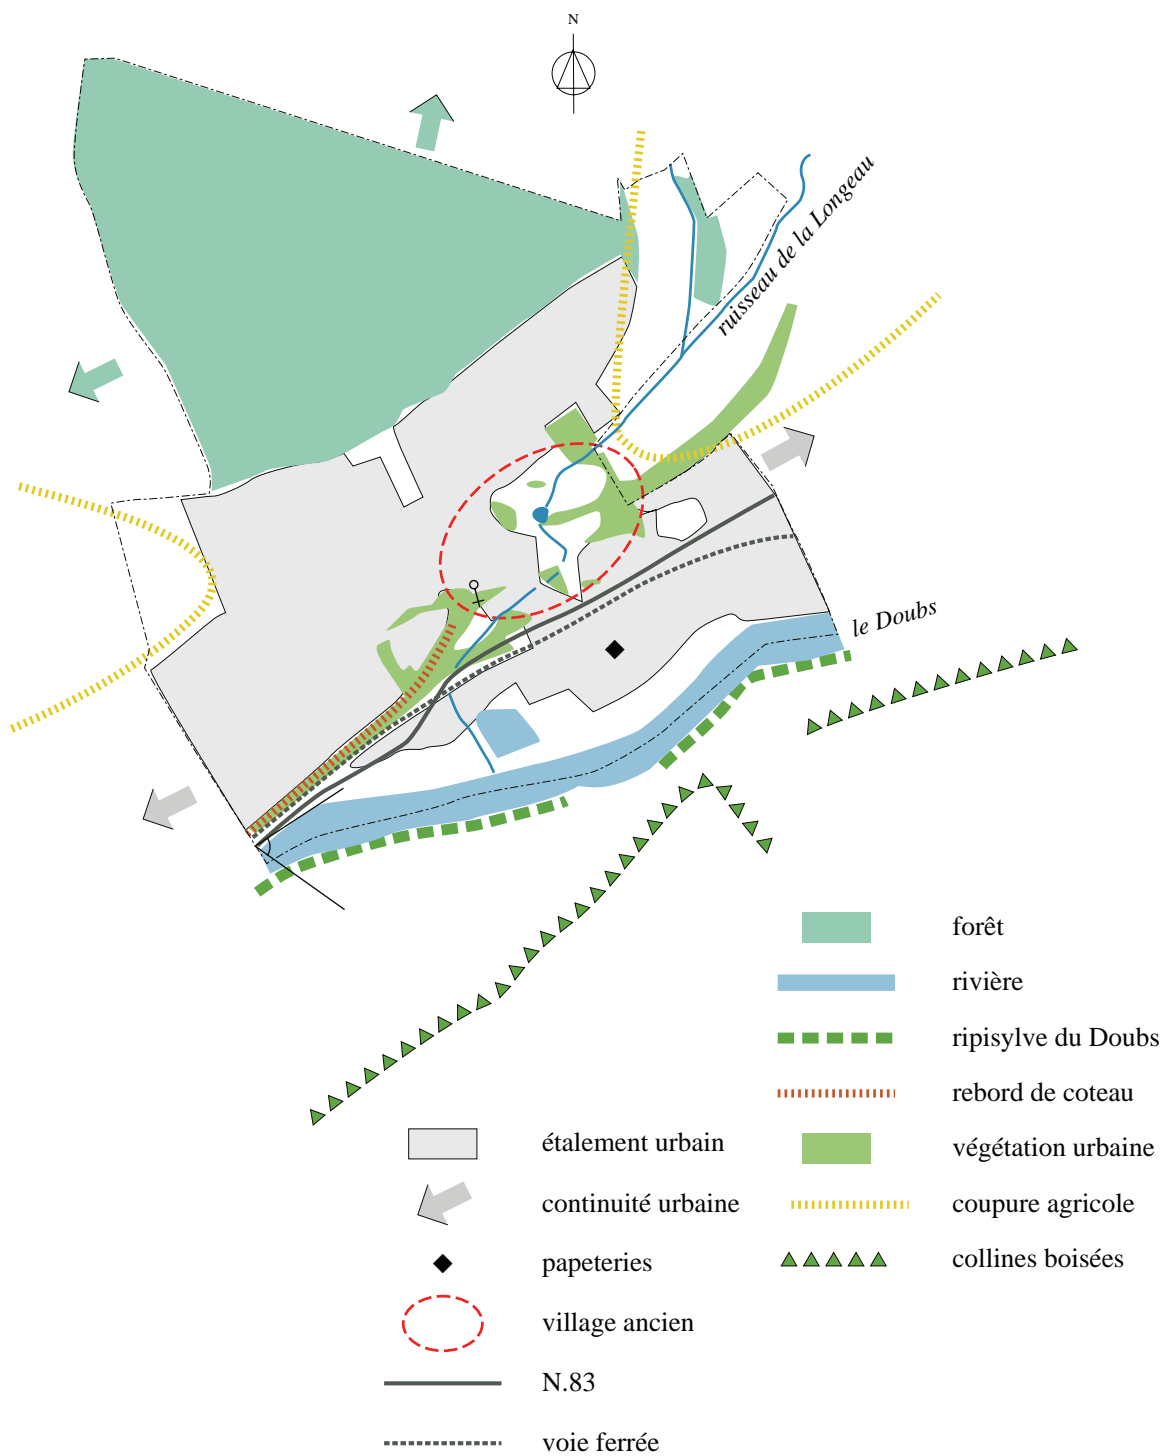 N
ruisseau de la Longeau
le Doubs
forêt
rivière
ripisylve du Doubs
rebord de coteau
étalement urbain
végétation urbaine
continuité urbaine
coupure agricole
papeteries
collines boisées
village ancien
N.83
voie ferrée